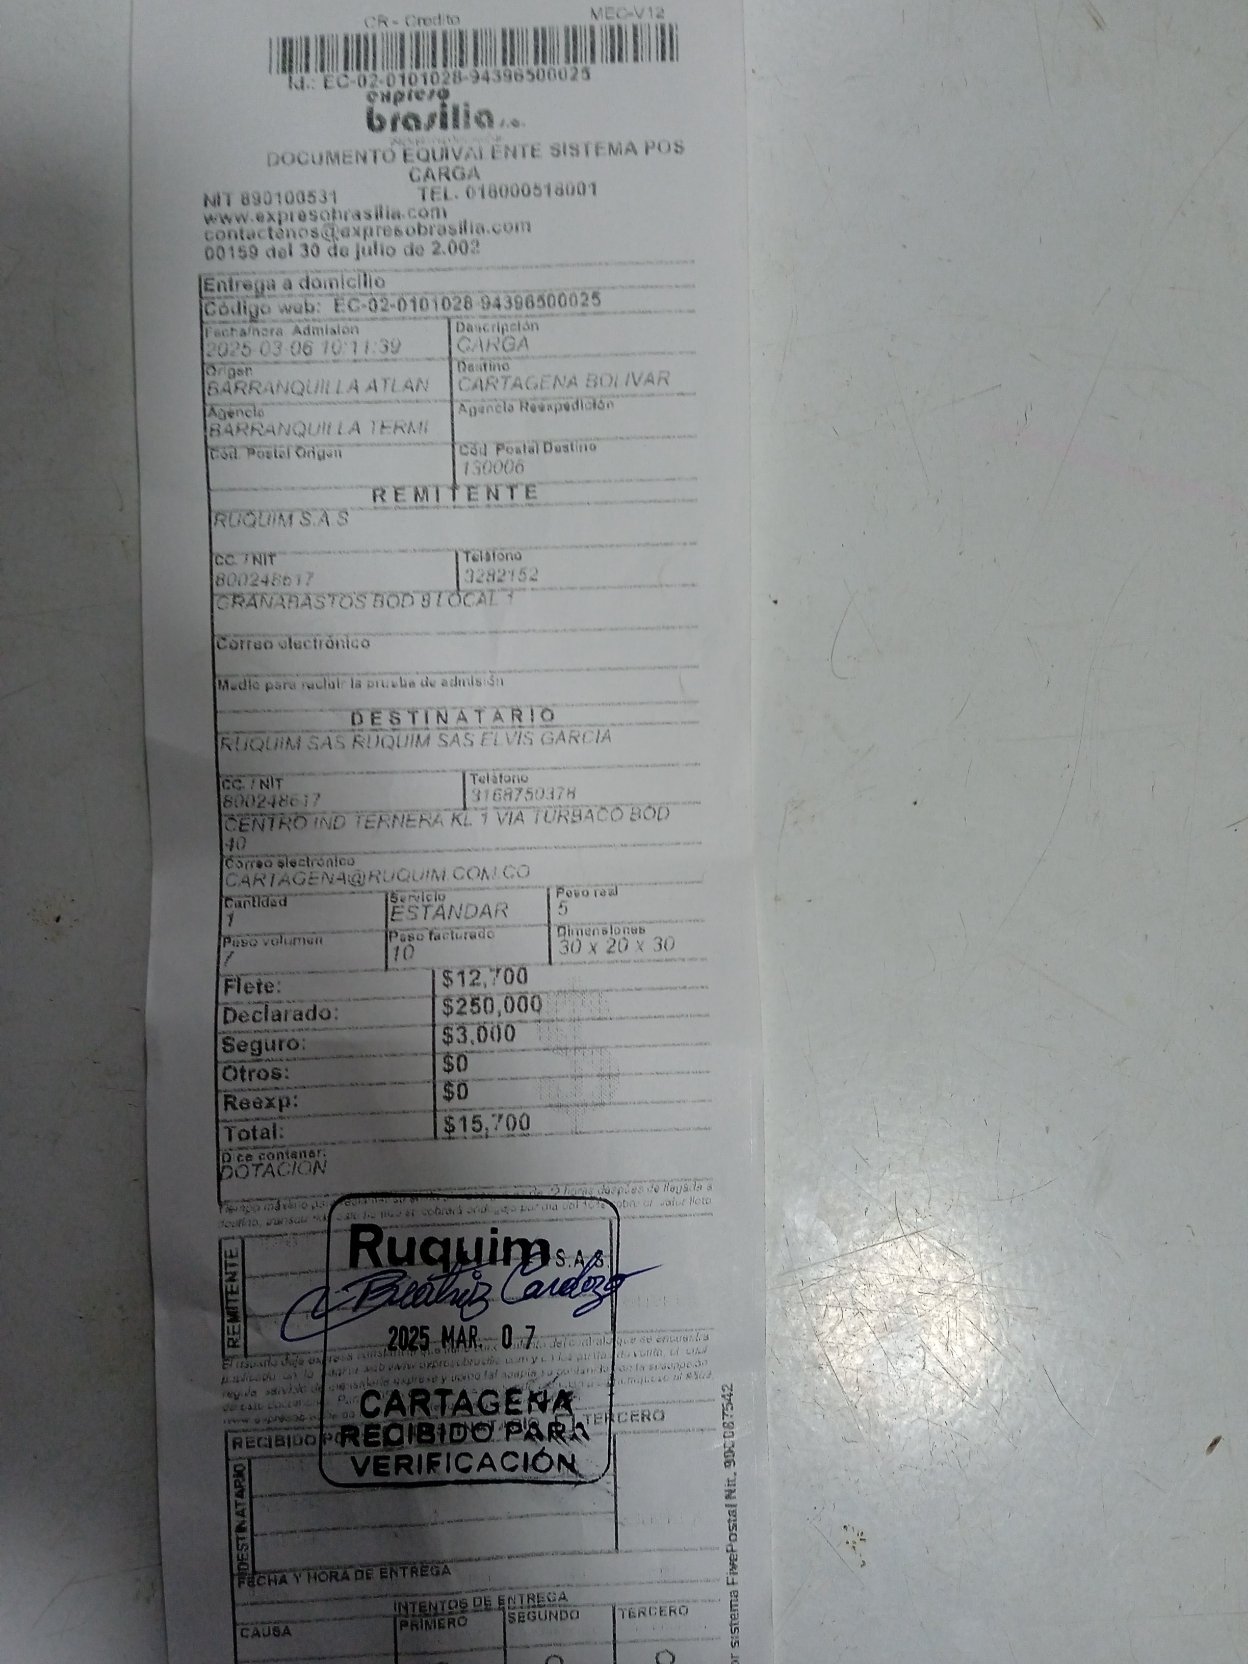 CR - Credito MEC-V12
Id.: EC-02-0101028-94396500025
expreso
brasilia s.a.
DOCUMENTO EQUIVALENTE SISTEMA POS
CARGA
NIT 890100531 TEL. 018000518001
www.expresobrasilia.com
contactenos@expresobrasilia.com
00159 del 30 de julio de 2.002
Entrega a domicilio
Código web: EC-02-0101028-94396500025
Fecha/hora Admisión Descripción
2025-03-06 10:11:39 CARGA
Origen Destino
BARRANQUILLA ATLAN CARTAGENA BOLIVAR
Agencia Agencia Reexpedición
BARRANQUILLA TERMI
Cód. Postal Origen Cód. Postal Destino
130006
REMITENTE
RUQUIM S.A.S
CC. / NIT Teléfono
800248617 3282152
GRANABASTOS BOD 8 LOCAL 1
Correo electrónico
Medio para recibir la prueba de admisión
DESTINATARIO
RUQUIM SAS RUQUIM SAS ELVIS GARCIA
CC. / NIT Teléfono
800248617 3168750378
CENTRO IND TERNERA KL 1 VIA TURBACO BOD
40
Correo electrónico
CARTAGENA@RUQUIM.COM.CO
Cantidad Servicio Peso real
1 ESTANDAR 5
Peso volumen Peso facturado Dimensiones
10 30 x 20 x 30
Flete: $12,700
Declarado: $250,000
Seguro: $3,000
Otros: $0
Reexp: $0
Total: $15,700
Dice contener:
DOTACION
REMITENTE
Ruquim S.A.S
Beatriz Cardozo
2025 MAR. 07
CARTAGENA
RECIBIDO PARA
VERIFICACIÓN
TERCERO
RECIBIDO
DESTINATARIO
FECHA Y HORA DE ENTREGA
INTENTOS DE ENTREGA
CAUSA PRIMERO SEGUNDO TERCERO
sistema FivePostal Nit. 900087542